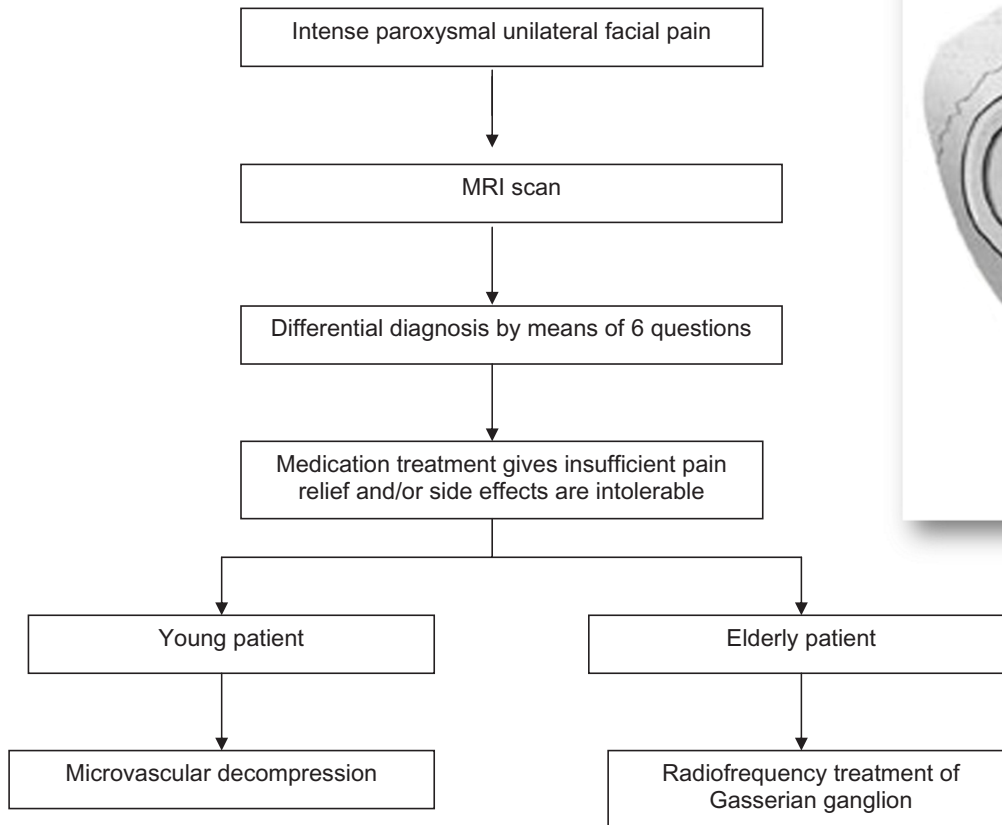 Intense paroxysmal unilateral facial pain
MRI scan
Differential diagnosis by means of 6 questions
Medication treatment gives insufficient pain
relief and/or side effects are intolerable
Young patient
Elderly patient
Microvascular decompression
Radiofrequency treatment of
Gasserian ganglion